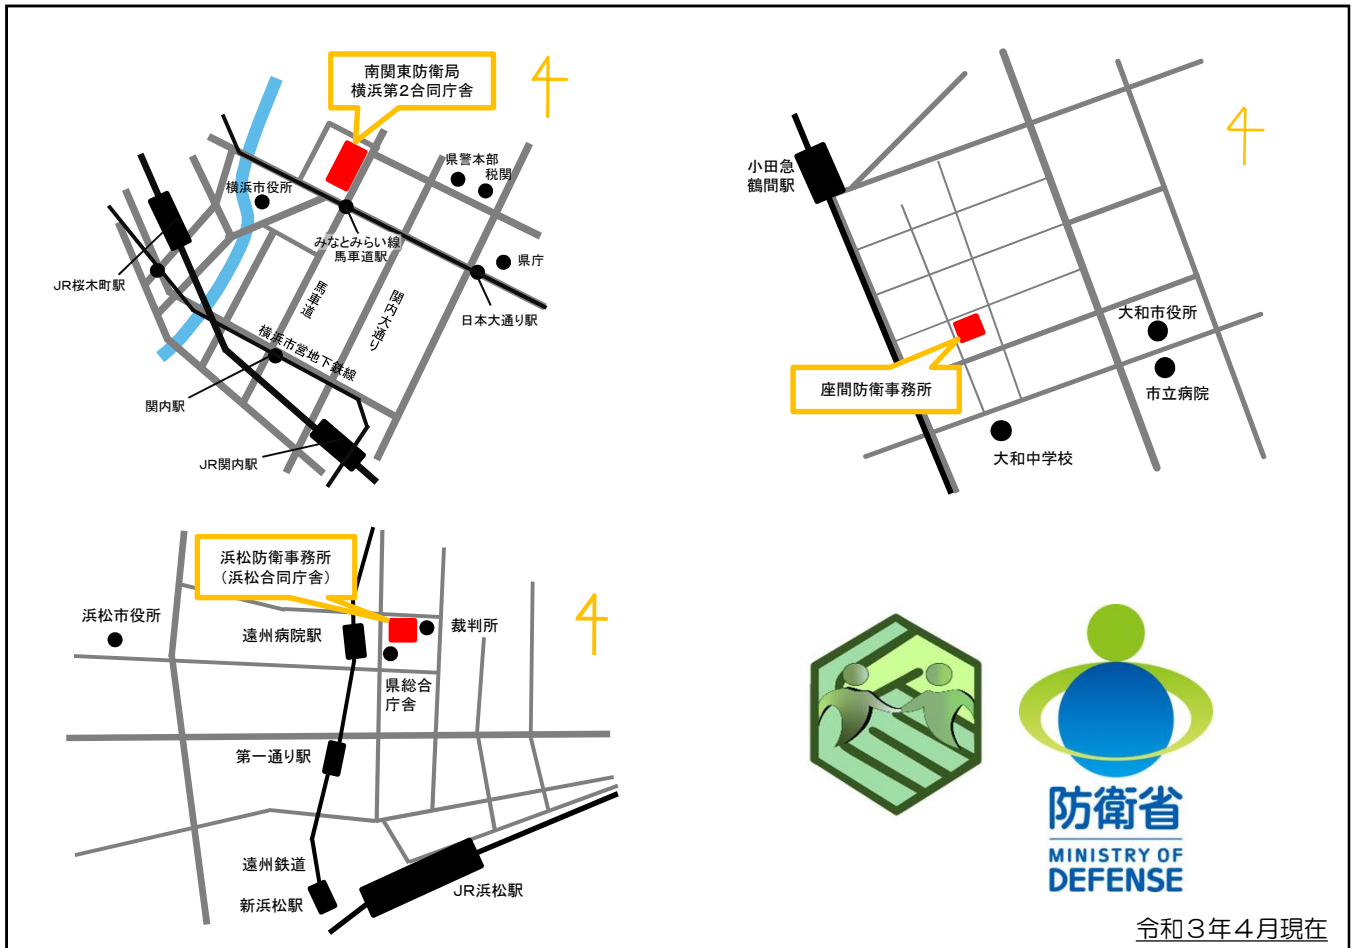 南関東防衛局
横浜第2合同庁舎
県警本部
税関
横浜市役所
みなとみらい線
馬車道駅
県庁
JR桜木町駅
馬車道
関内大通り
日本大通り駅
横浜市営地下鉄線
関内駅
JR関内駅
小田急
鶴間駅
大和市役所
座間防衛事務所
市立病院
大和中学校
浜松防衛事務所
(浜松合同庁舎)
浜松市役所
遠州病院駅
裁判所
県総合
庁舎
第一通り駅
遠州鉄道
新浜松駅
JR浜松駅
防衛省
MINISTRY OF
DEFENSE
令和3年4月現在